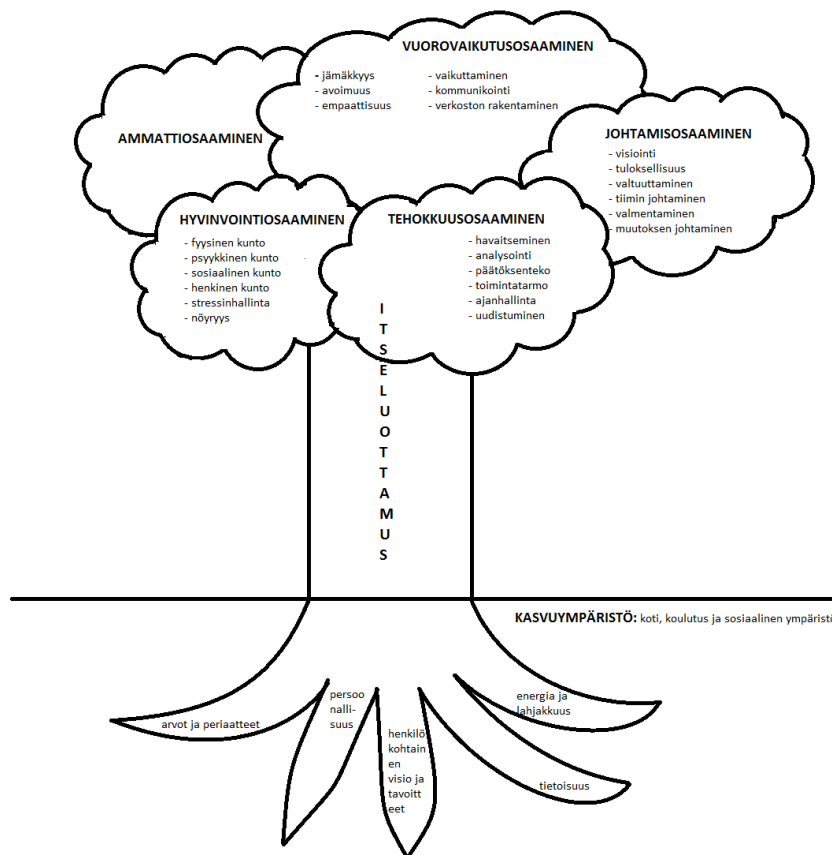 VUOROVAIKUTUSOSAAMINEN
- jämäkkyys
- avoimuus
- empaattisuus
- vaikuttaminen
- kommunikointi
- verkoston rakentaminen
AMMATTIOSAAMINEN
JOHTAMISOSAAMINEN
- visiointi
- tuloksellisuus
- valtuuttaminen
- tiimin johtaminen
- valmentaminen
- muutoksen johtaminen
HYVINVOINTIOSAAMINEN
- fyysinen kunto
- psyykkinen kunto
- sosiaalinen kunto
- henkinen kunto
- stressinhallinta
- nöyryys
TEHOKKUUSOSAAMINEN
- havaitseminen
- analysointi
- päätöksenteko
- toimintatarmo
- ajanhallinta
- uudistuminen
ITSELUOTTAMUS
KASVUYMPÄRISTÖ: koti, koulutus ja sosiaalinen ympäristö
arvot ja periaatteet
persoo
nalli-
suus
henkilö
kohtain
en
visio ja
tavoitt
eet
energia ja
lahjakkuus
tietoisuus